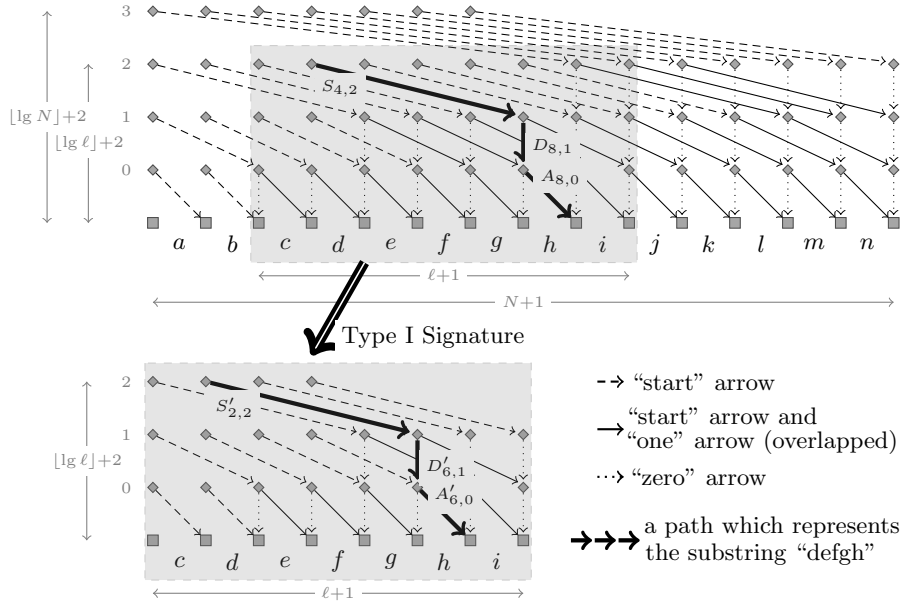 3
2
1
0
⌊lg N⌋+2
⌊lg ℓ⌋+2
S4,2
D8,1
A8,0
a b c d e f g h i j k l m n
ℓ+1
N+1
Type I Signature
2
1
0
⌊lg ℓ⌋+2
S′2,2
D′6,1
A′6,0
c d e f g h i
ℓ+1
“start” arrow
“start” arrow and
“one” arrow (overlapped)
“zero” arrow
a path which represents
the substring “defgh”